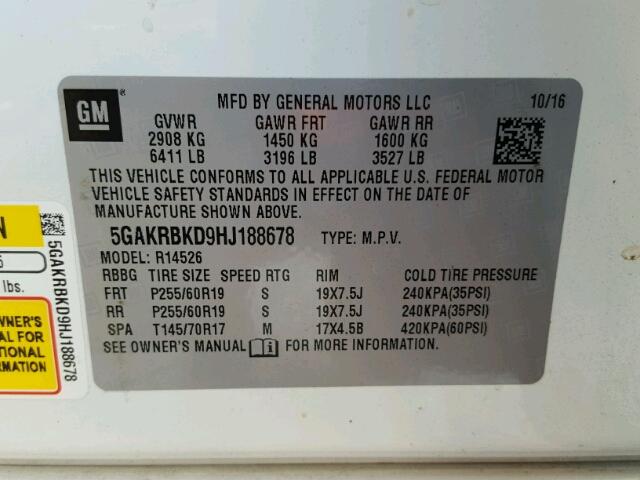 GM
MFD BY GENERAL MOTORS LLC 10/16
GVWR GAWR FRT GAWR RR
2908 KG 1450 KG 1600 KG
6411 LB 3196 LB 3527 LB
THIS VEHICLE CONFORMS TO ALL APPLICABLE U.S. FEDERAL MOTOR
VEHICLE SAFETY STANDARDS IN EFFECT ON THE DATE OF
MANUFACTURE SHOWN ABOVE.
5GAKRBKD9HJ188678 TYPE: M.P.V.
MODEL: R14526
RBBG TIRE SIZE SPEED RTG RIM COLD TIRE PRESSURE
FRT P255/60R19 S 19X7.5J 240KPA(35PSI)
RR P255/60R19 S 19X7.5J 240KPA(35PSI)
SPA T145/70R17 M 17X4.5B 420KPA(60PSI)
SEE OWNER'S MANUAL FOR MORE INFORMATION.
N
lbs.
WNER'S
AL FOR
TIONAL
RMATION
5GAKRBKD9HJ188678